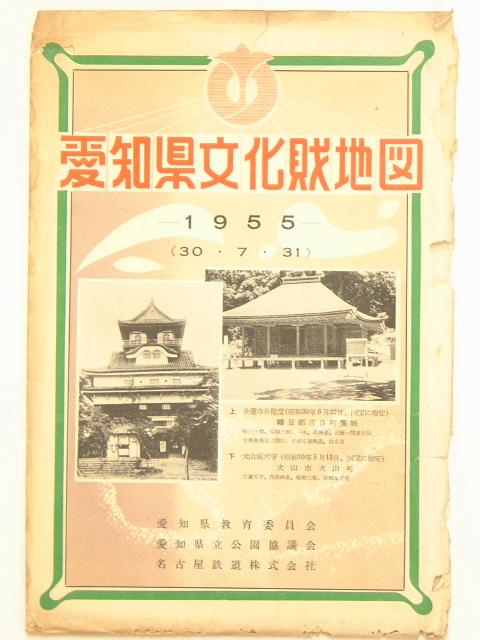 愛知県文化財地図
1955
(30・7・31)
上 金蓮寺弥陀堂(昭和30年6月22日、国宝に指定)
幡豆郡吉良町饗庭
下 犬山城天守(昭和10年5月13日、国宝に指定)
犬山市犬山町
愛知県教育委員会
愛知県立公園協議会
名古屋鉄道株式会社